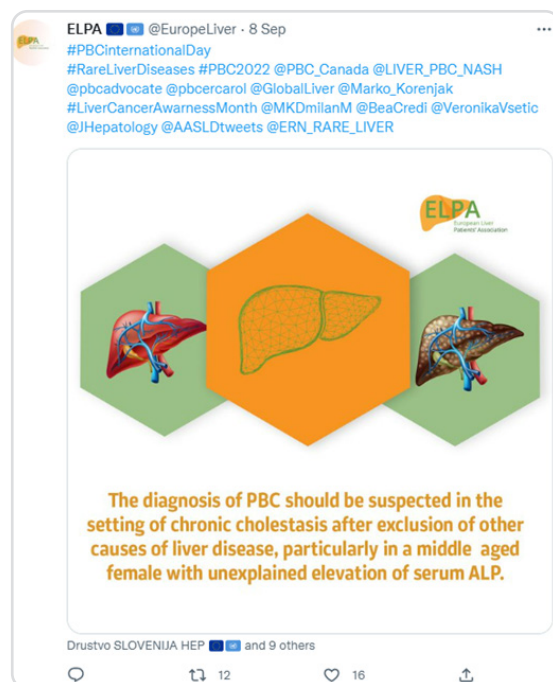 ELPA 🇪🇺 🇺🇳 @EuropeLiver · 8 Sep
#PBCinternationalDay
#RareLiverDiseases #PBC2022 @PBC_Canada @LIVER_PBC_NASH
@pbcadvocate @pbcercarol @GlobalLiver @Marko_Korenjak
#LiverCancerAwarnessMonth @MKDmilanM @BeaCredi @VeronikaVsetic
@JHepatology @AASLDtweets @ERN_RARE_LIVER
ELPA
European Liver
Patients' Association
The diagnosis of PBC should be suspected in the
setting of chronic cholestasis after exclusion of other
causes of liver disease, particularly in a middle aged
female with unexplained elevation of serum ALP.
Drustvo SLOVENIJA HEP 🇪🇺 🇺🇳 and 9 others
12 16